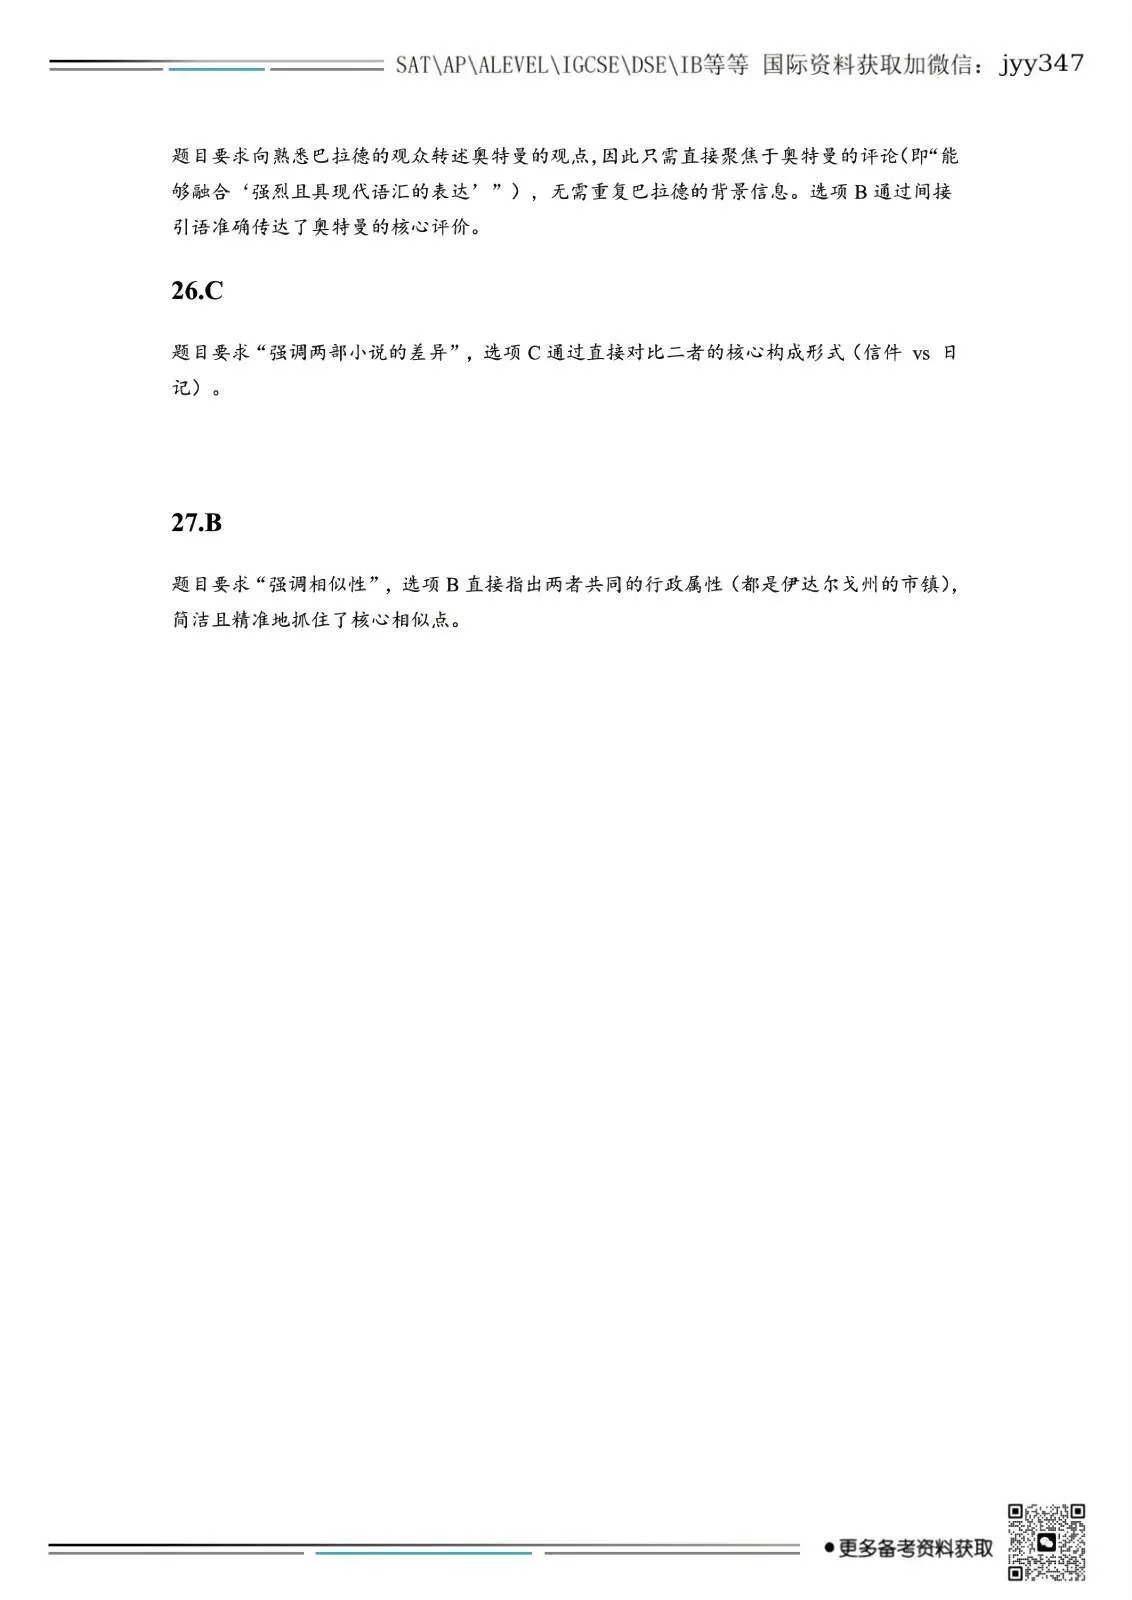 SAT\AP\ALEVEL\IGCSE\DSE\IB等等 国际资料获取加微信：jyy347
题目要求向熟悉巴拉德的观众转述奥特曼的观点，因此只需直接聚焦于奥特曼的评论（即“能
够融合‘强烈且具现代语汇的表达’”），无需重复巴拉德的背景信息。选项 B 通过间接
引语准确传达了奥特曼的核心评价。
26.C
题目要求“强调两部小说的差异”，选项 C 通过直接对比二者的核心构成形式（信件 vs 日
记）。
27.B
题目要求“强调相似性”，选项 B 直接指出两者共同的行政属性（都是伊达尔戈州的市镇），
简洁且精准地抓住了核心相似点。
●更多备考资料获取